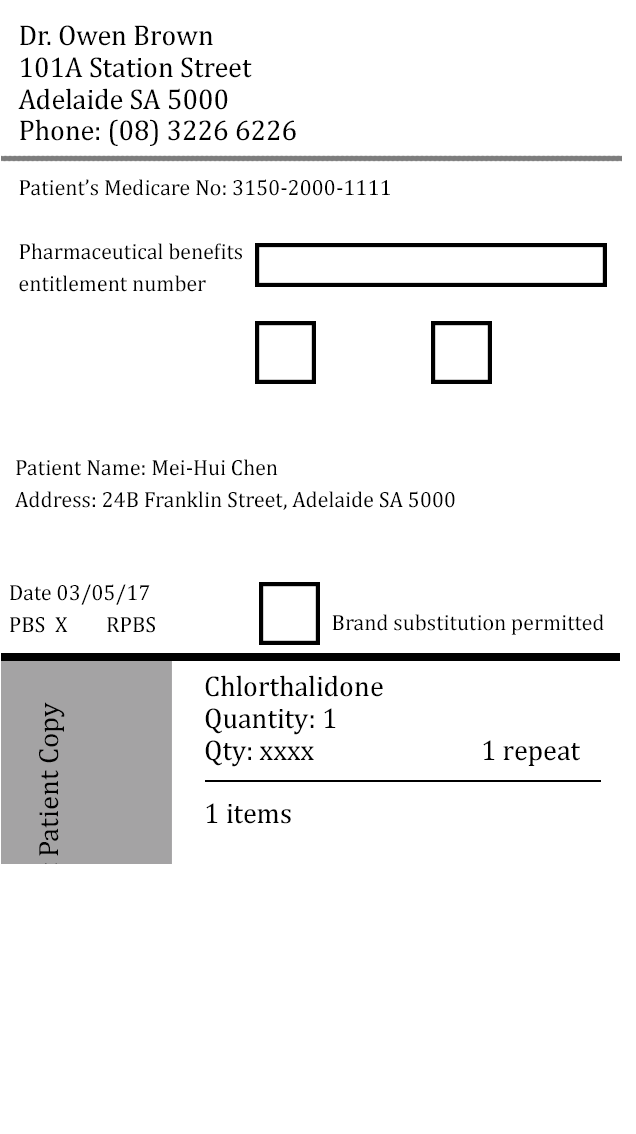 Dr. Owen Brown
101A Station Street
Adelaide SA 5000
Phone: (08) 3226 6226
Patient’s Medicare No: 3150-2000-1111
Pharmaceutical benefits
entitlement number
Patient Name: Mei-Hui Chen
Address: 24B Franklin Street, Adelaide SA 5000
Date 03/05/17
PBS X RPBS
Brand substitution permitted
Patient Copy
Chlorthalidone
Quantity: 1
Qty: xxxx 1 repeat
1 items